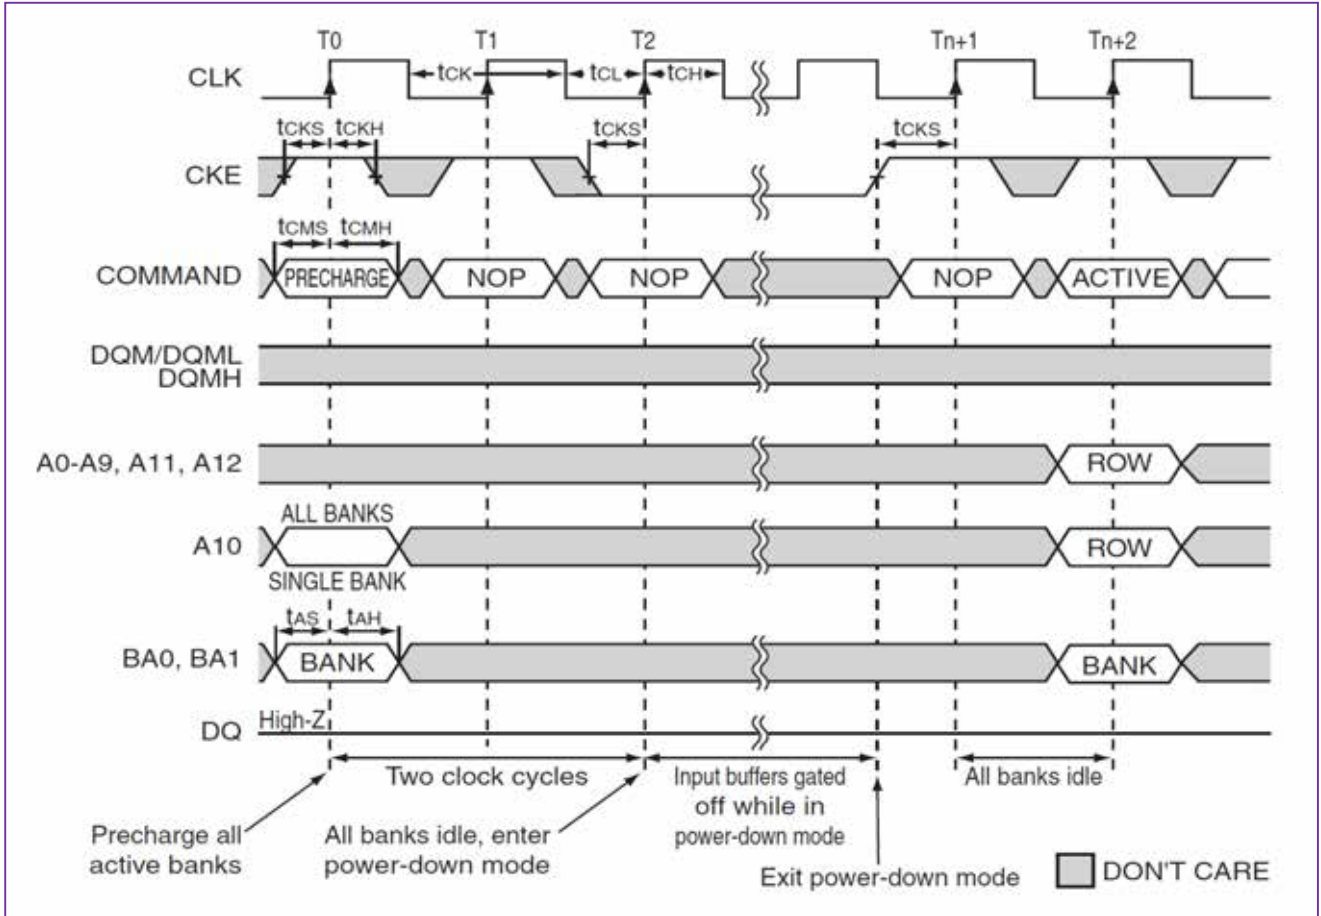 T0 T1 T2 Tn+1 Tn+2
CLK
tCK tCL tCH
tCKS tCKH tCKS tCKS
CKE
tCMS tCMH
COMMAND PRECHARGE NOP NOP NOP ACTIVE
DQM/DQML
DQMH
A0-A9, A11, A12 ROW
ALL BANKS
A10 ROW
SINGLE BANK
tAS tAH
BA0, BA1 BANK BANK
High-Z
DQ
Two clock cycles
Input buffers gated
off while in
power-down mode
All banks idle
Precharge all
active banks
All banks idle, enter
power-down mode
Exit power-down mode
DON'T CARE